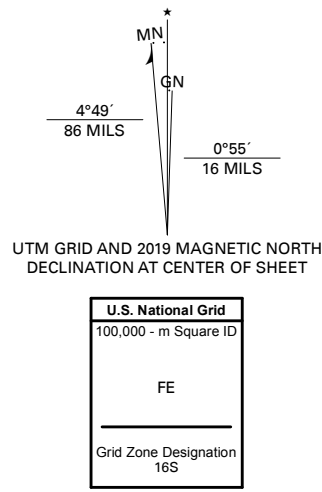 ★
MN
GN
4°49´
86 MILS
0°55´
16 MILS
UTM GRID AND 2019 MAGNETIC NORTH
DECLINATION AT CENTER OF SHEET
U.S. National Grid
100,000 - m Square ID
FE
Grid Zone Designation
16S